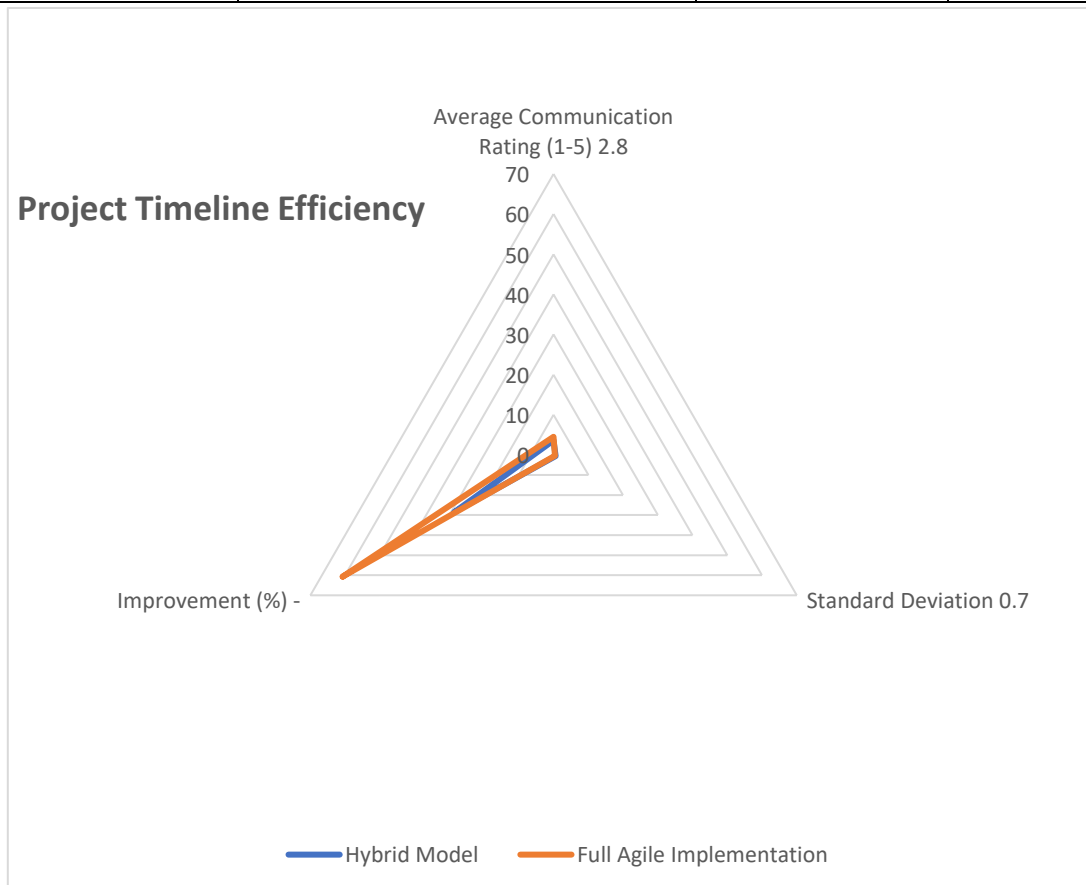 Average Communication
Rating (1-5) 2.8
Project Timeline Efficiency
70
60
50
40
30
20
10
0
Improvement (%) -
Standard Deviation 0.7
Hybrid Model
Full Agile Implementation